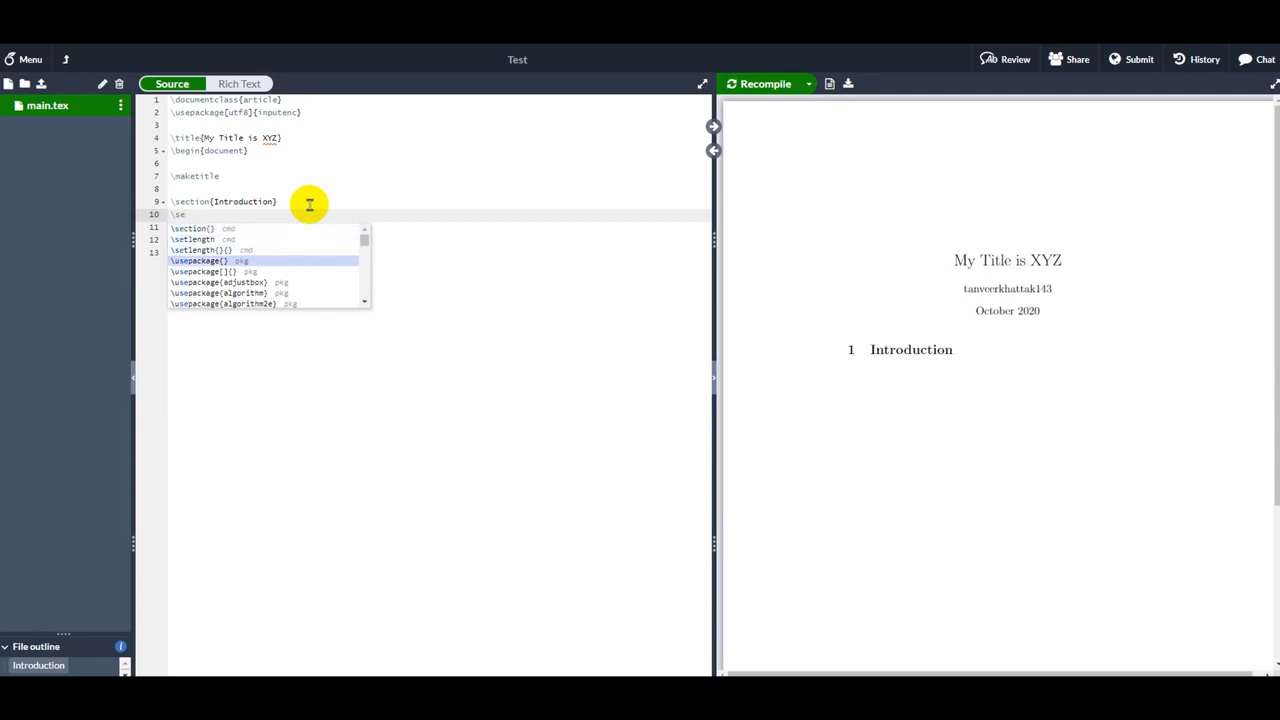 Menu
Test
Review
Share
Submit
History
Chat
Source
Rich Text
Recompile
main.tex
1 \documentclass{article}
2 \usepackage[utf8]{inputenc}
3
4 \title{My Title is XYZ}
5 \begin{document}
6
7 \maketitle
8
9 \section{Introduction}
10 \se
11
12
13
\section{} cmd
\setlength cmd
\setlength{}{} cmd
\usepackage{} pkg
\usepackage[]{} pkg
\usepackage{adjustbox} pkg
\usepackage{algorithm} pkg
\usepackage{algorithm2e} pkg
My Title is XYZ
tanveerkhattak143
October 2020
1 Introduction
File outline
Introduction